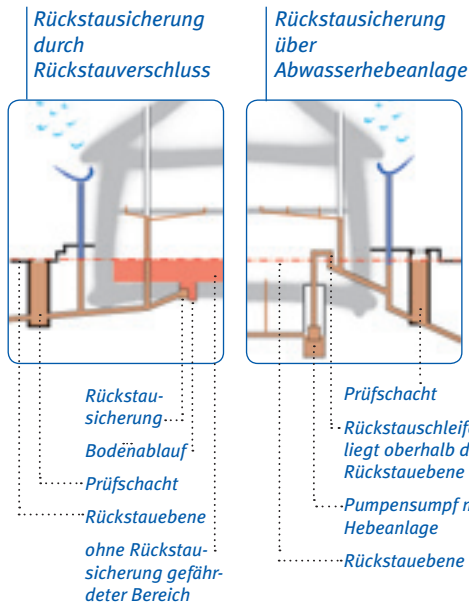 Rückstausicherung
durch
Rückstauverschluss
Rückstausicherung
über
Abwasserhebeanlage
Rückstau-
sicherung
Bodenablauf
Prüfschacht
Rückstauebene
ohne Rückstau-
sicherung gefähr-
deter Bereich
Prüfschacht
Rückstauschleife
liegt oberhalb d
Rückstauebene
Pumpensumpf m
Hebeanlage
Rückstauebene